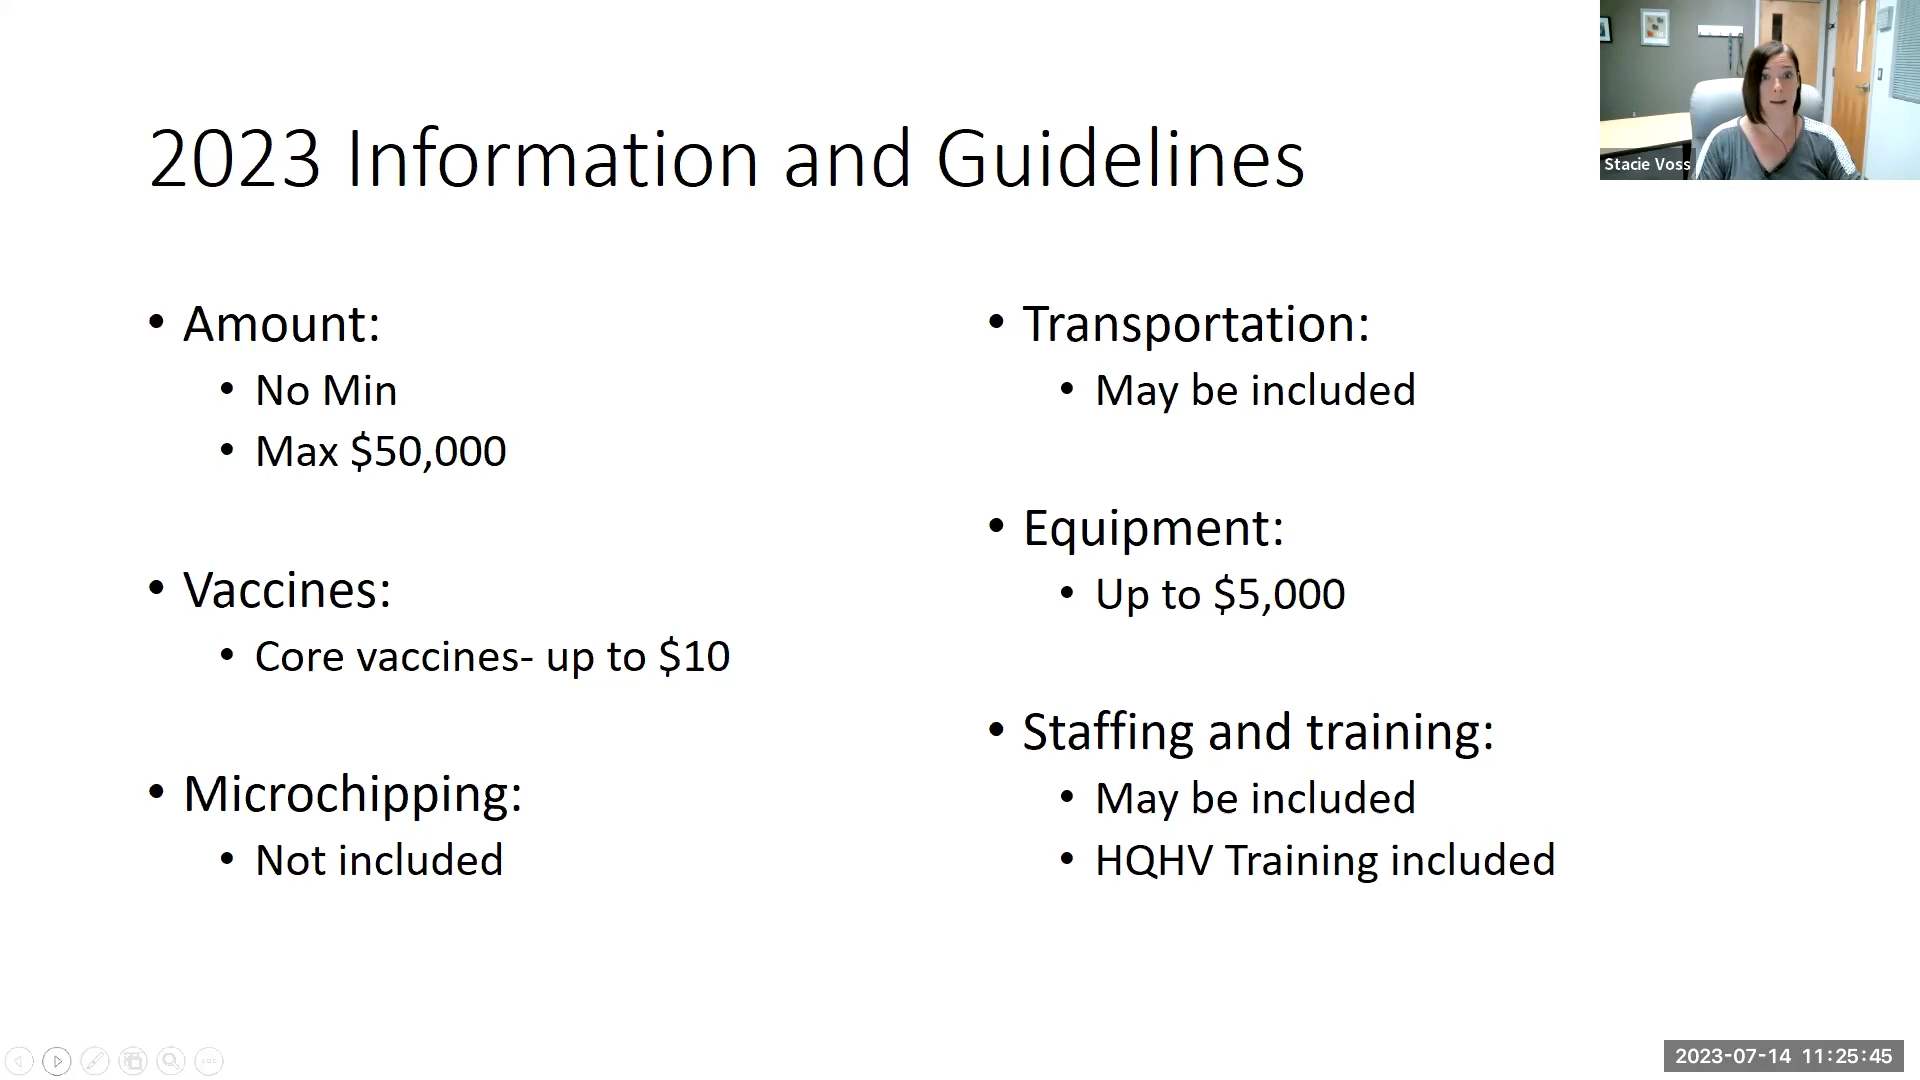 2023 Information and Guidelines
Stacie Voss
• Amount:
• No Min
• Max $50,000
• Vaccines:
• Core vaccines- up to $10
• Microchipping:
• Not included
• Transportation:
• May be included
• Equipment:
• Up to $5,000
• Staffing and training:
• May be included
• HQHV Training included
2023-07-14 11:25:45